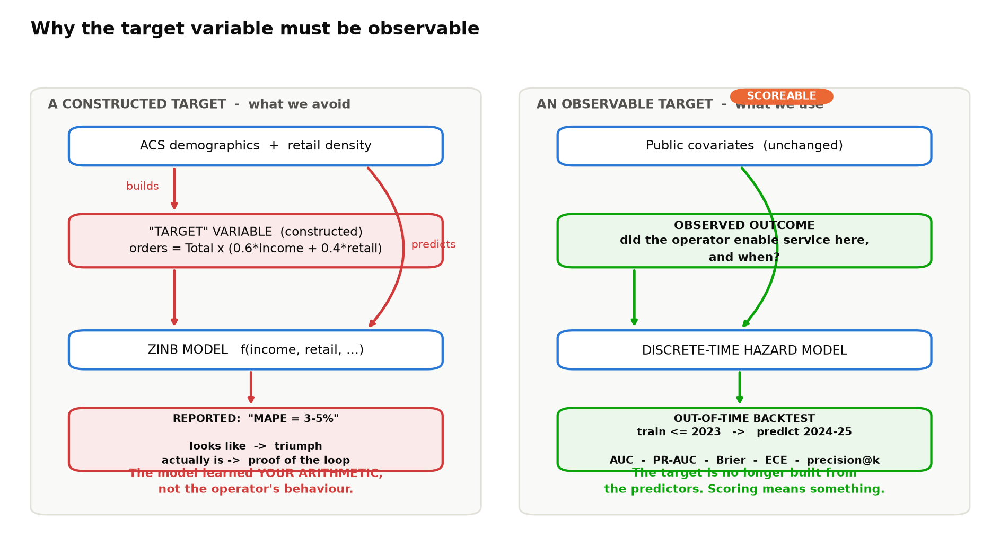 Why the target variable must be observable
A CONSTRUCTED TARGET - what we avoid
ACS demographics + retail density
builds
"TARGET" VARIABLE (constructed)
orders = Total x (0.6*income + 0.4*retail)
predicts
ZINB MODEL f(income, retail, ...)
REPORTED: "MAPE = 3-5%"
looks like -> triumph
actually is -> proof of the loop
The model learned YOUR ARITHMETIC,
not the operator's behaviour.
SCOREABLE
AN OBSERVABLE TARGET - what we use
Public covariates (unchanged)
OBSERVED OUTCOME
did the operator enable service here,
and when?
DISCRETE-TIME HAZARD MODEL
OUT-OF-TIME BACKTEST
train <= 2023 -> predict 2024-25
AUC - PR-AUC - Brier - ECE - precision@k
The target is no longer built from
the predictors. Scoring means something.